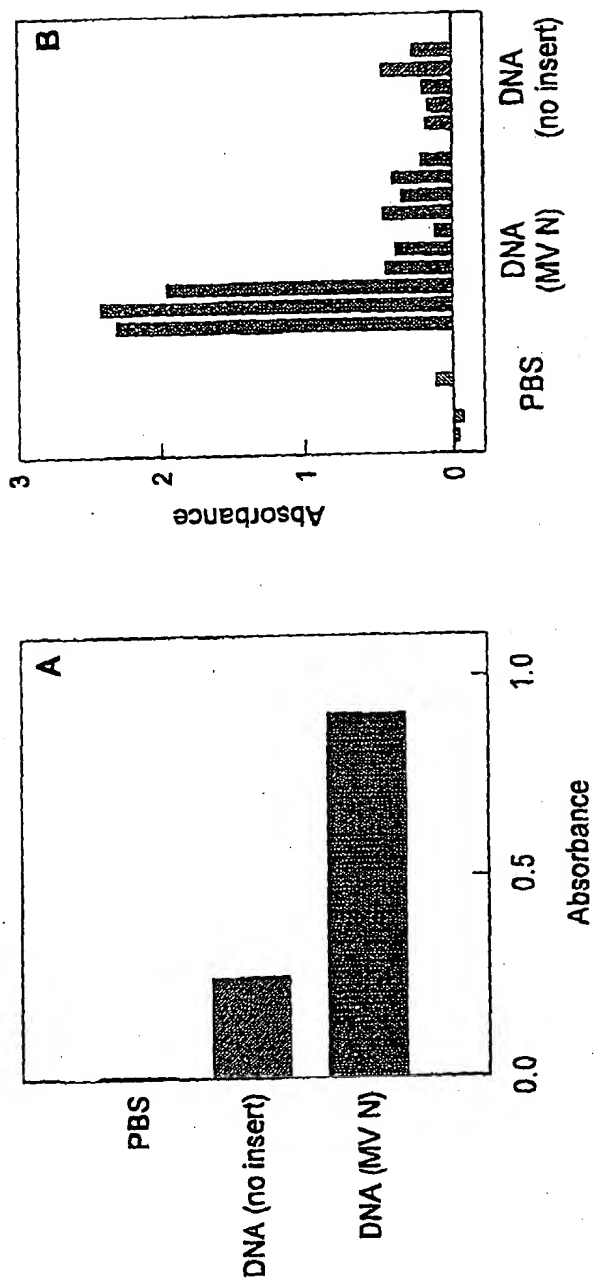 A
PBS
DNA (no insert)
DNA (MV N)
0.0
0.5
1.0
Absorbance
B
3
2
1
0
Absorbance
PBS
DNA
(MV N)
DNA
(no insert)